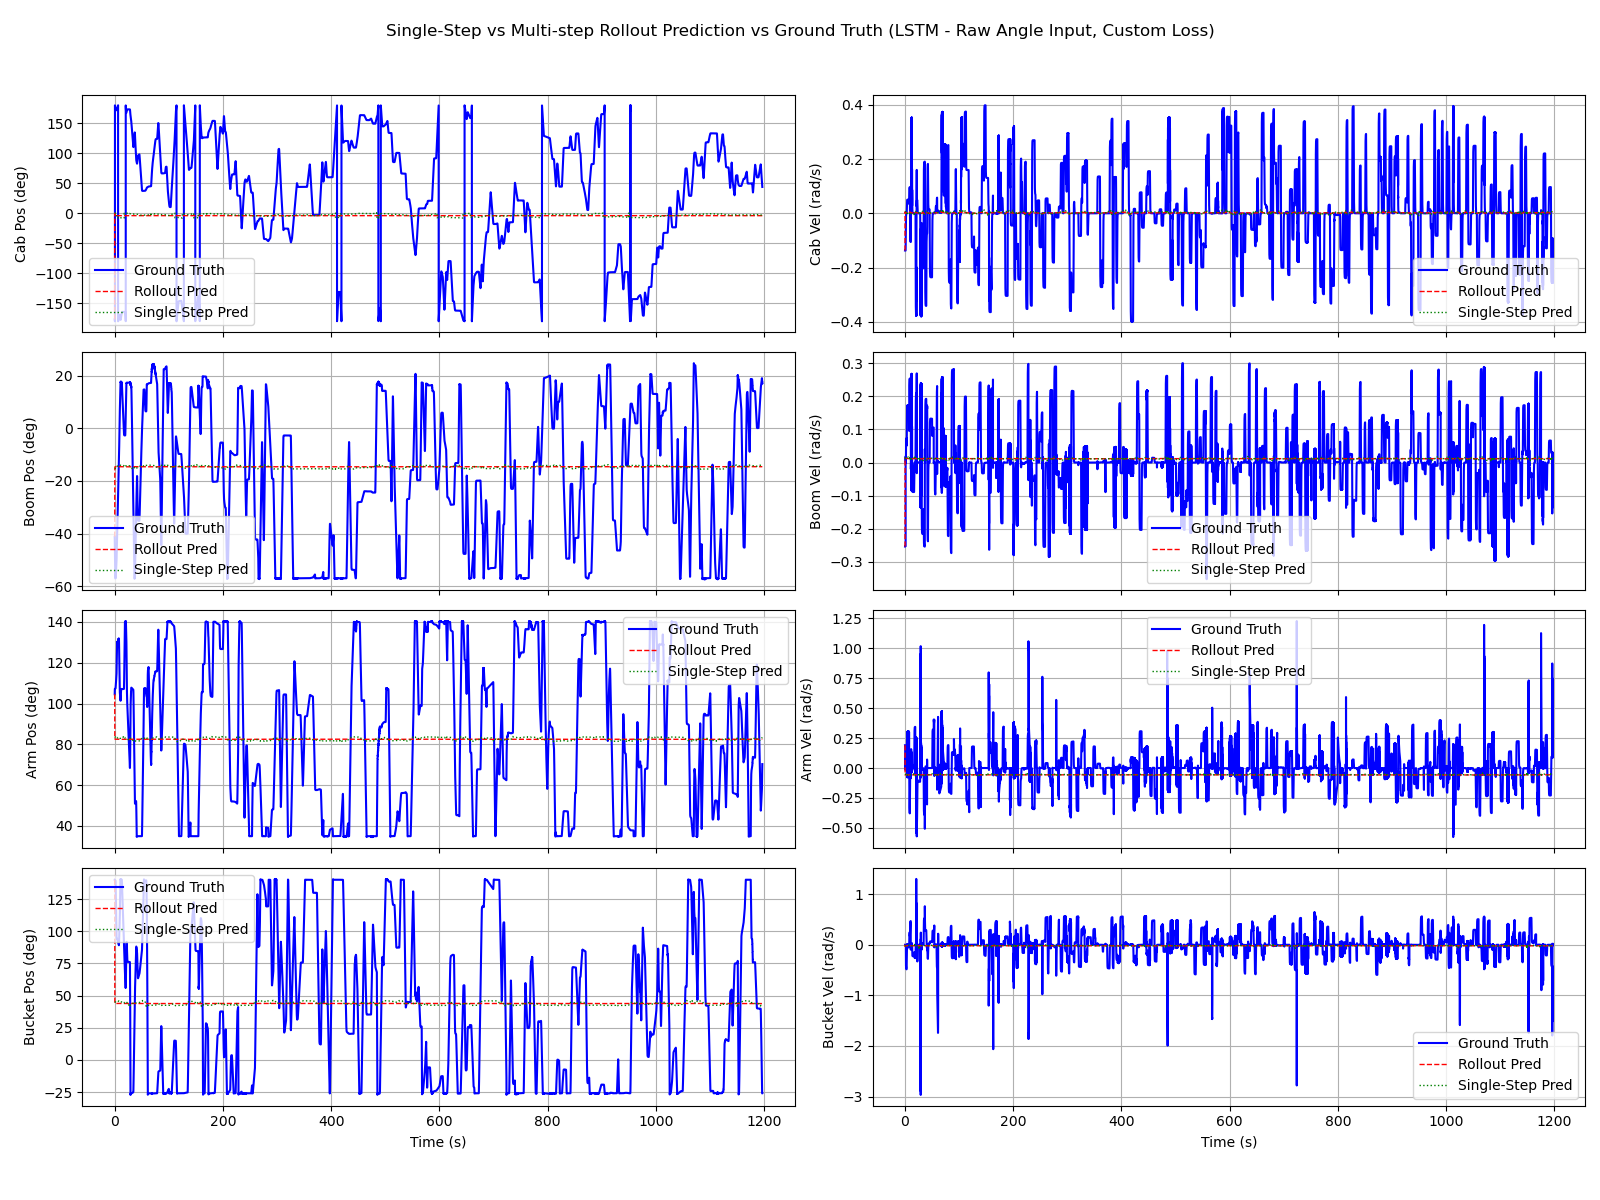 Single-Step vs Multi-step Rollout Prediction vs Ground Truth (LSTM - Raw Angle Input, Custom Loss)
Cab Pos (deg)
150
100
50
0
−50
−100
−150
Ground Truth
Rollout Pred
Single-Step Pred
Cab Vel (rad/s)
0.4
0.2
0.0
−0.2
−0.4
Ground Truth
Rollout Pred
Single-Step Pred
Boom Pos (deg)
20
0
−20
−40
−60
Ground Truth
Rollout Pred
Single-Step Pred
Boom Vel (rad/s)
0.3
0.2
0.1
0.0
−0.1
−0.2
−0.3
Ground Truth
Rollout Pred
Single-Step Pred
Arm Pos (deg)
140
120
100
80
60
40
Ground Truth
Rollout Pred
Single-Step Pred
Arm Vel (rad/s)
1.25
1.00
0.75
0.50
0.25
0.00
−0.25
−0.50
Ground Truth
Rollout Pred
Single-Step Pred
Bucket Pos (deg)
125
100
75
50
25
0
−25
Ground Truth
Rollout Pred
Single-Step Pred
0 200 400 600 800 1000 1200
Time (s)
Bucket Vel (rad/s)
1
0
−1
−2
−3
Ground Truth
Rollout Pred
Single-Step Pred
0 200 400 600 800 1000 1200
Time (s)